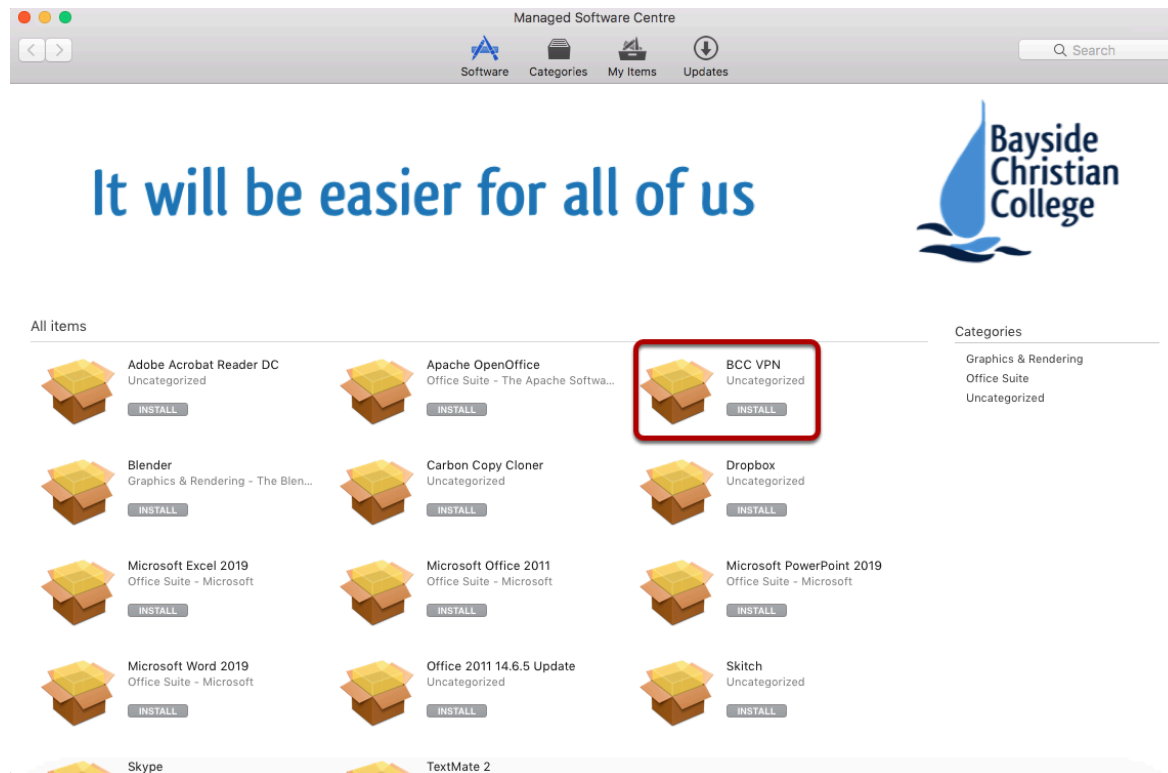 Managed Software Centre
Software Categories My Items Updates
Search
It will be easier for all of us
Bayside
Christian
College
All items
Categories
Graphics & Rendering
Office Suite
Uncategorized
Adobe Acrobat Reader DC
Uncategorized
INSTALL
Apache OpenOffice
Office Suite - The Apache Softwa...
INSTALL
BCC VPN
Uncategorized
INSTALL
Blender
Graphics & Rendering - The Blen...
INSTALL
Carbon Copy Cloner
Uncategorized
INSTALL
Dropbox
Uncategorized
INSTALL
Microsoft Excel 2019
Office Suite - Microsoft
INSTALL
Microsoft Office 2011
Office Suite - Microsoft
INSTALL
Microsoft PowerPoint 2019
Office Suite - Microsoft
INSTALL
Microsoft Word 2019
Office Suite - Microsoft
INSTALL
Office 2011 14.6.5 Update
Uncategorized
INSTALL
Skitch
Uncategorized
INSTALL
Skype
TextMate 2